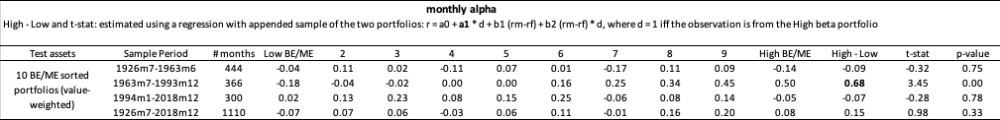 monthly alpha
High - Low and t-stat: estimated using a regression with appended sample of the two portfolios: r = a0 + a1 * d + b1 (rm-rf) + b2 (rm-rf) * d, where d = 1 iff the observation is from the High beta portfolio
Test assets Sample Period # months Low BE/ME 2 3 4 5 6 7 8 9 High BE/ME High - Low t-stat p-value
10 BE/ME sorted portfolios (value-weighted)
1926m7-1963m6 444 -0.04 0.11 0.02 -0.11 0.07 0.01 -0.17 0.11 0.09 -0.14 -0.09 -0.32 0.75
1963m7-1993m12 366 -0.18 -0.04 -0.02 0.00 0.00 0.16 0.25 0.34 0.45 0.50 0.68 3.45 0.00
1994m1-2018m12 300 0.02 0.13 0.23 0.08 0.15 0.25 -0.06 0.08 0.14 -0.05 -0.07 -0.28 0.78
1926m7-2018m12 1110 -0.07 0.07 0.06 -0.03 0.06 0.11 -0.01 0.16 0.20 0.08 0.15 0.98 0.33